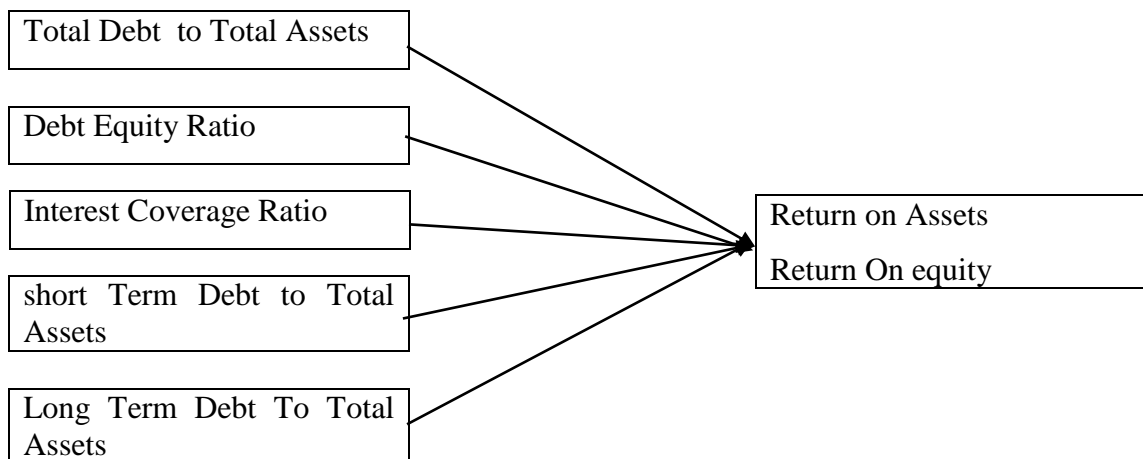 Total Debt to Total Assets
Debt Equity Ratio
Interest Coverage Ratio
short Term Debt to Total
Assets
Long Term Debt To Total
Assets
Return on Assets
Return On equity